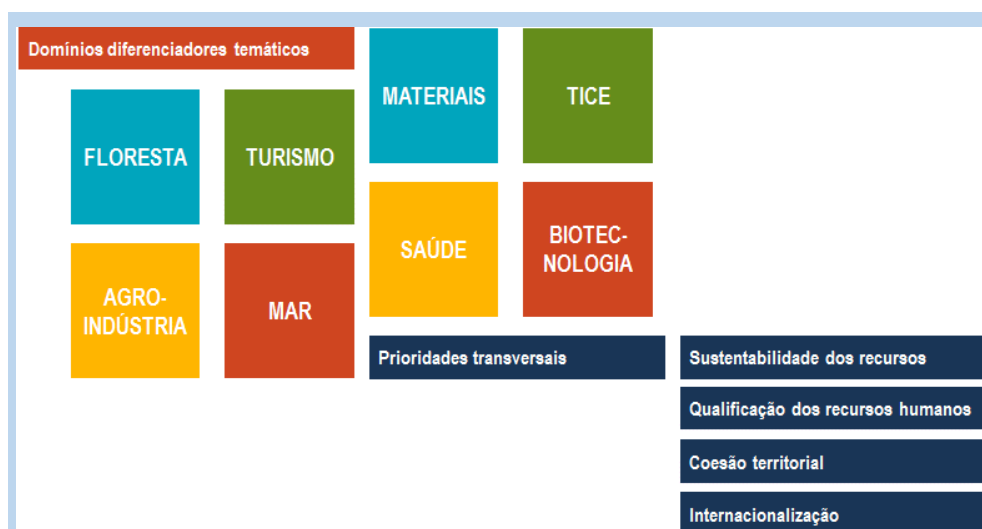 Domínios diferenciadores temáticos
FLORESTA
TURISMO
AGRO-
INDÚSTRIA
MAR
MATERIAIS
TICE
SAÚDE
BIOTEC-
NOLOGIA
Prioridades transversais
Sustentabilidade dos recursos
Qualificação dos recursos humanos
Coesão territorial
Internacionalização